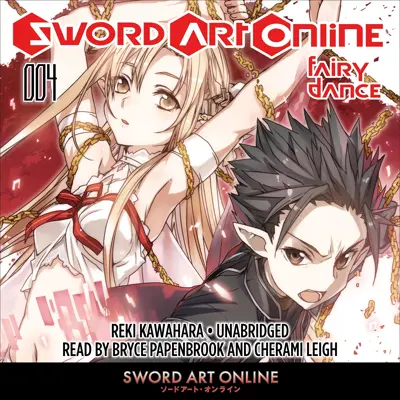 Sword Art Online
004
fairy
dance
REKI KAWAHARA • UNABRIDGED
READ BY BRYCE PAPENBROOK AND CHERAMI LEIGH
SWORD ART ONLINE
ソードアート・オンライン